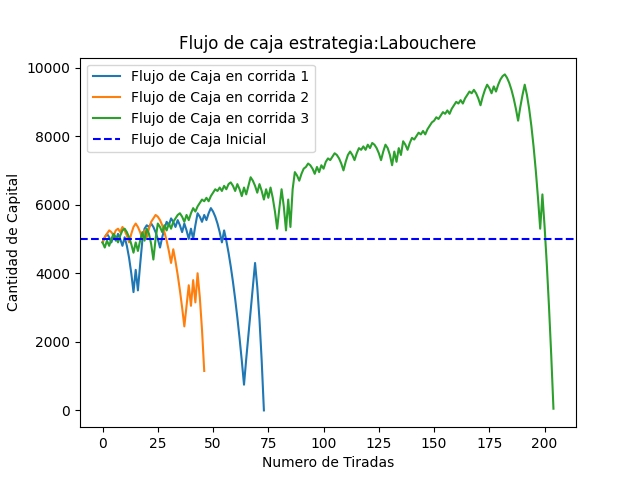 Flujo de caja estrategia:Labouchere
Flujo de Caja en corrida 1
Flujo de Caja en corrida 2
Flujo de Caja en corrida 3
Flujo de Caja Inicial
Cantidad de Capital
10000
8000
6000
4000
2000
0
0 25 50 75 100 125 150 175 200
Numero de Tiradas